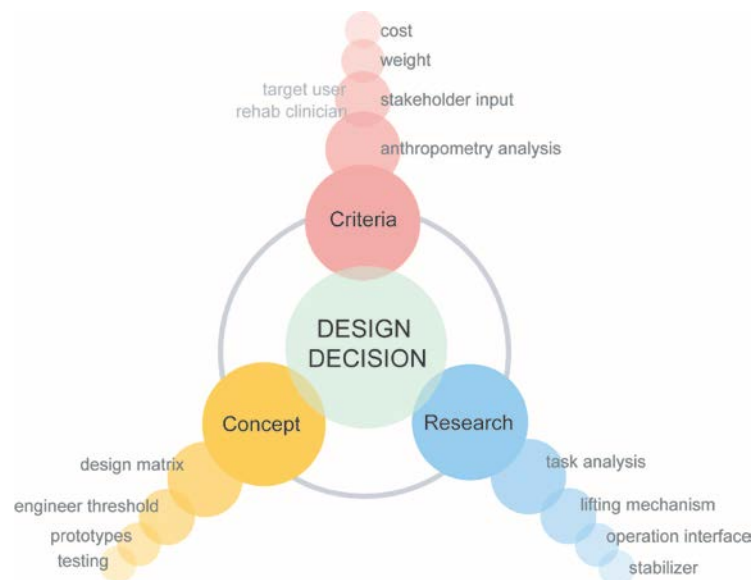 cost
weight
target user
rehab clinician
stakeholder input
anthropometry analysis
Criteria
DESIGN
DECISION
Concept
Research
design matrix
engineer threshold
prototypes
testing
task analysis
lifting mechanism
operation interface
stabilizer